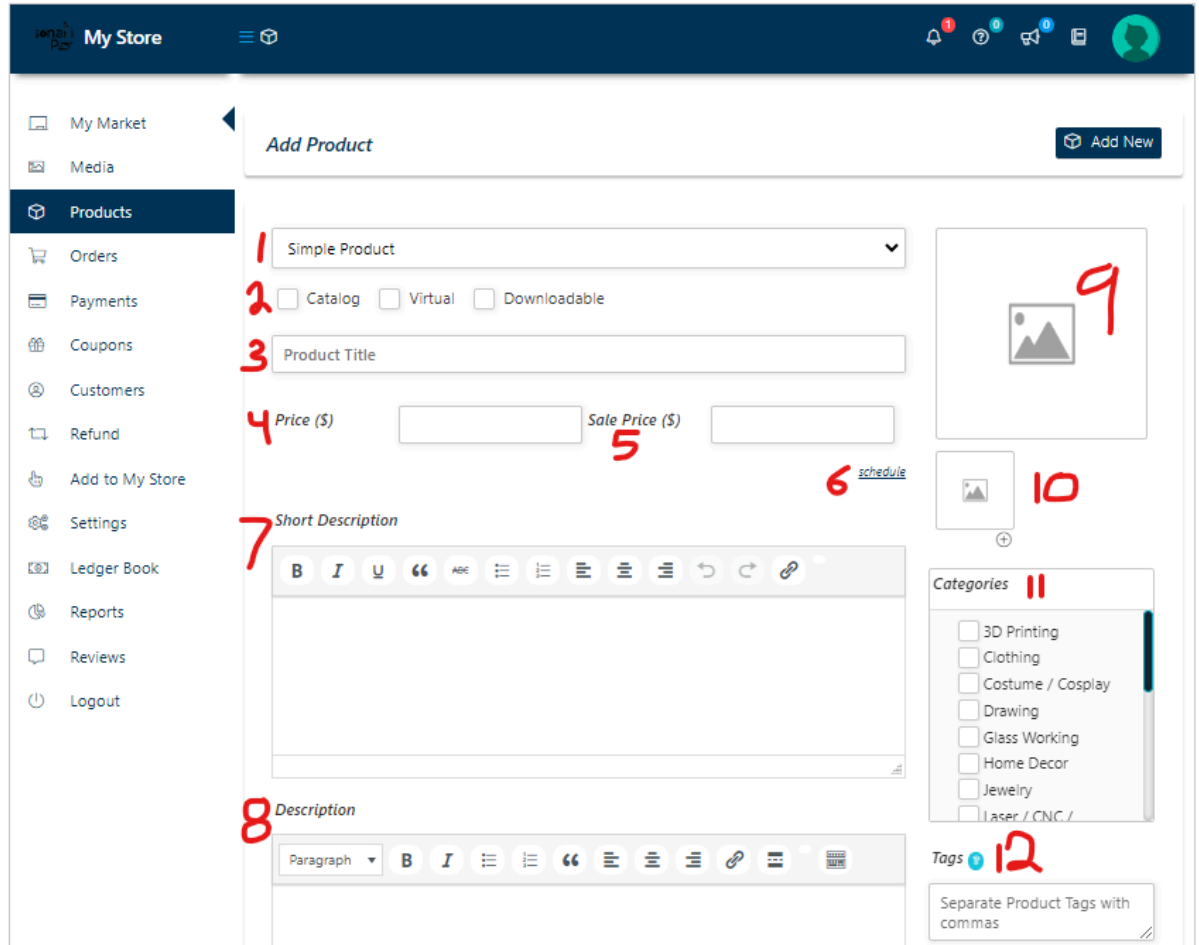 My Store
1
0
0
My Market
Media
Products
Orders
Payments
Coupons
Customers
Refund
Add to My Store
Settings
Ledger Book
Reports
Reviews
Logout
Add Product
Add New
1 Simple Product
2 Catalog Virtual Downloadable
3 Product Title
4 Price ($) Sale Price ($)
5
6 schedule
7 Short Description
B I U “ ABC
8 Description
Paragraph B I “
9
10
Categories 11
3D Printing
Clothing
Costume / Cosplay
Drawing
Glass Working
Home Decor
Jewelry
Laser / CNC /
Tags ? 12
Separate Product Tags with
commas